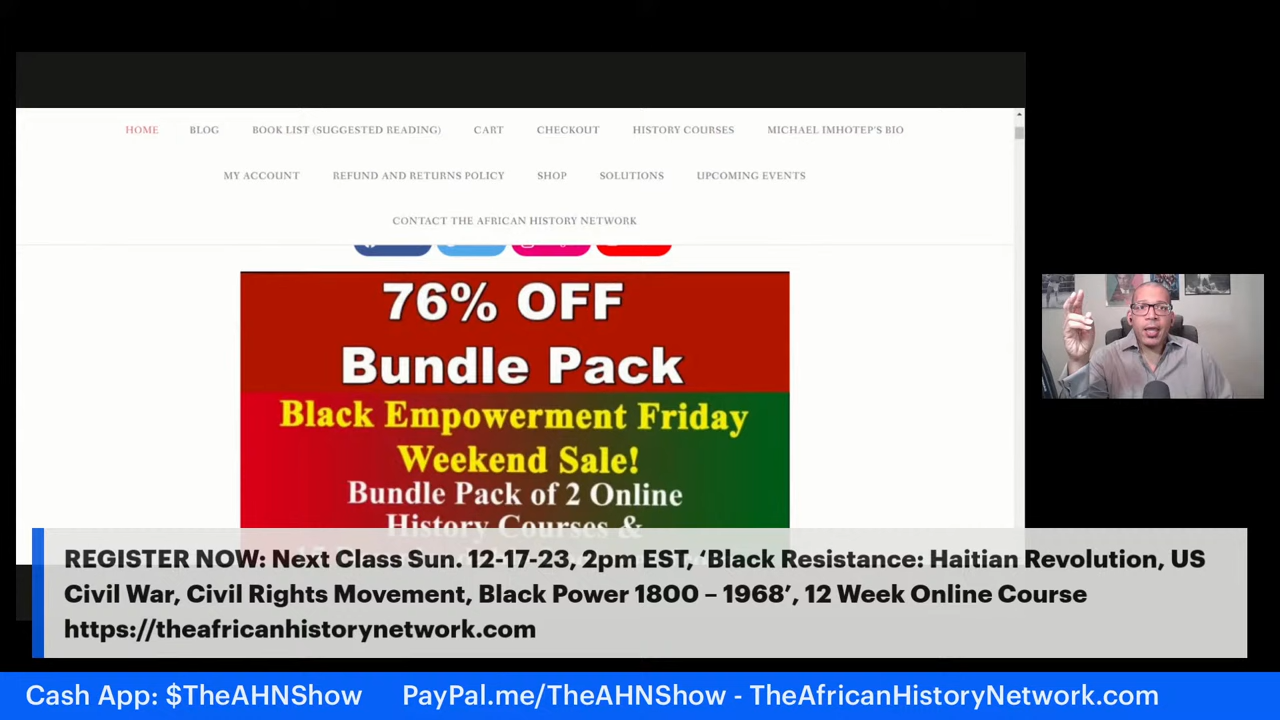 HOME BLOG BOOK LIST (SUGGESTED READING) CART CHECKOUT HISTORY COURSES MICHAEL IMHOTEP'S BIO
MY ACCOUNT REFUND AND RETURNS POLICY SHOP SOLUTIONS UPCOMING EVENTS
CONTACT THE AFRICAN HISTORY NETWORK
76% OFF
Bundle Pack
Black Empowerment Friday
Weekend Sale!
Bundle Pack of 2 Online
History Courses &
REGISTER NOW: Next Class Sun. 12-17-23, 2pm EST, ‘Black Resistance: Haitian Revolution, US
Civil War, Civil Rights Movement, Black Power 1800 – 1968’, 12 Week Online Course
https://theafricanhistorynetwork.com
Cash App: $TheAHNShow PayPal.me/TheAHNShow - TheAfricanHistoryNetwork.com